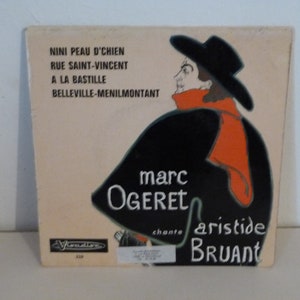 NINI PEAU D'CHIEN
RUE SAINT-VINCENT
A LA BASTILLE
BELLEVILLE-MENILMONTANT
marc
OGERET
chante
aristide
BRUANT